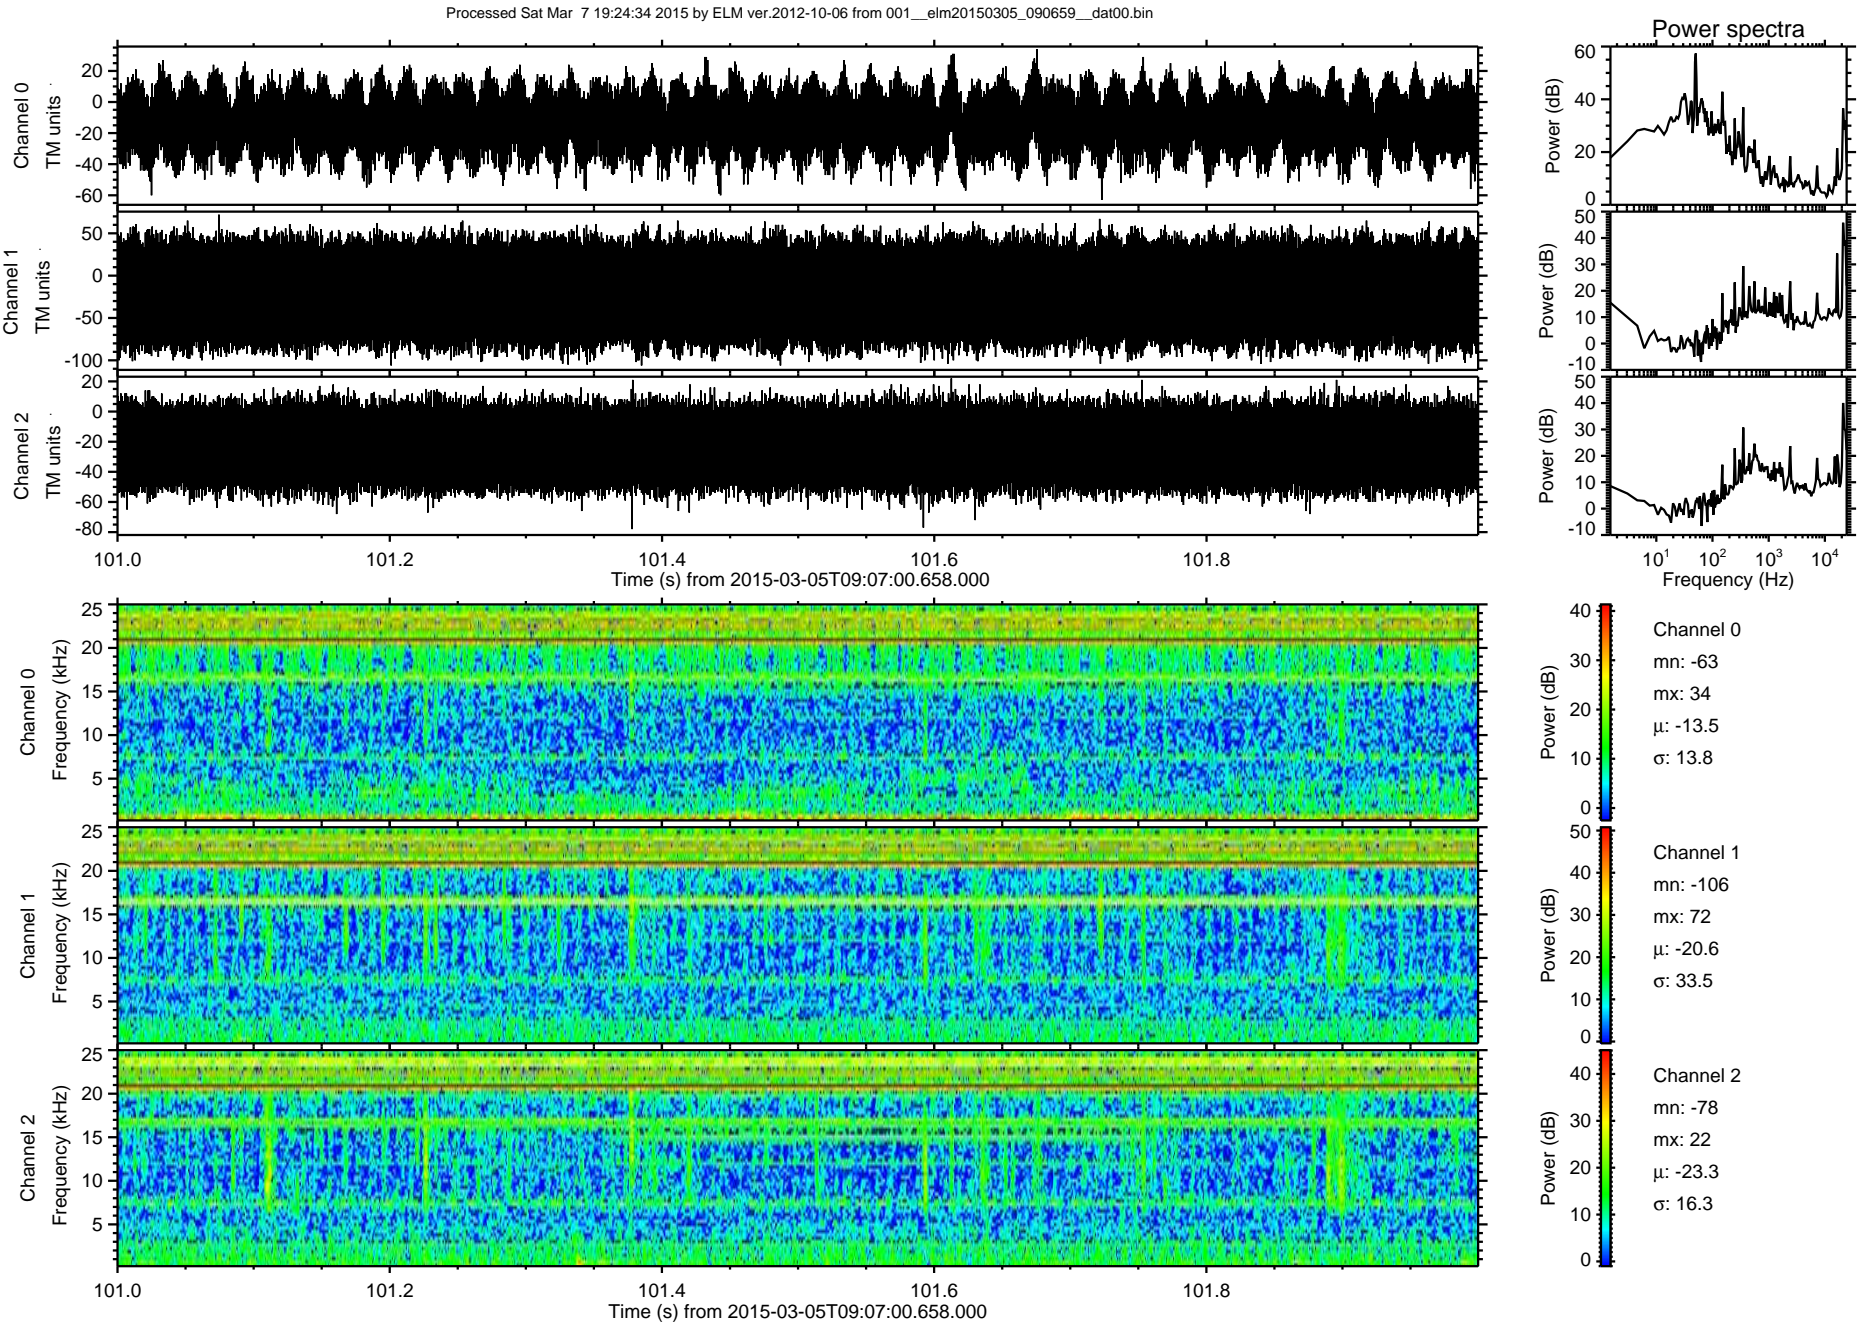 Processed Sat Mar 7 19:24:34 2015 by ELM ver.2012-10-06 from 001__elm20150305_090659__dat00.bin
Power spectra
Channel 0
TM units
20
0
-20
-40
-60
Power (dB)
60
40
20
0
Channel 1
TM units
50
0
-50
-100
Power (dB)
50
40
30
20
10
0
-10
Channel 2
TM units
20
0
-20
-40
-60
-80
Power (dB)
50
40
30
20
10
0
-10
101.0 101.2 101.4 101.6 101.8
Time (s) from 2015-03-05T09:07:00.658.000
10¹ 10² 10³ 10⁴
Frequency (Hz)
Channel 0
Frequency (kHz)
25
20
15
10
5
Power (dB)
40
30
20
10
0
Channel 0
mn: -63
mx: 34
μ: -13.5
σ: 13.8
Channel 1
Frequency (kHz)
25
20
15
10
5
Power (dB)
50
40
30
20
10
0
Channel 1
mn: -106
mx: 72
μ: -20.6
σ: 33.5
Channel 2
Frequency (kHz)
25
20
15
10
5
Power (dB)
40
30
20
10
0
Channel 2
mn: -78
mx: 22
μ: -23.3
σ: 16.3
101.0 101.2 101.4 101.6 101.8
Time (s) from 2015-03-05T09:07:00.658.000